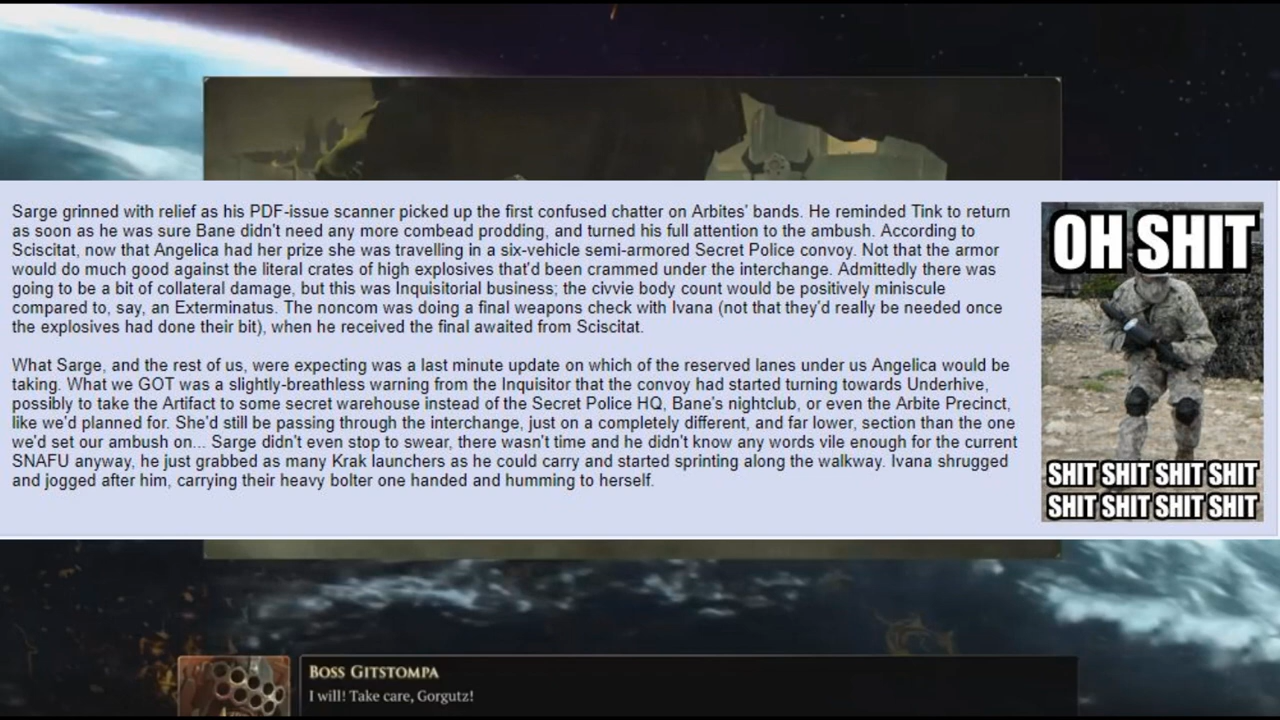 Sarge grinned with relief as his PDF-issue scanner picked up the first confused chatter on Arbites' bands. He reminded Tink to return
as soon as he was sure Bane didn't need any more combead prodding, and turned his full attention to the ambush. According to
Sciscitat, now that Angelica had her prize she was travelling in a six-vehicle semi-armored Secret Police convoy. Not that the armor
would do much good against the literal crates of high explosives that'd been crammed under the interchange. Admittedly there was
going to be a bit of collateral damage, but this was Inquisitorial business; the civvie body count would be positively miniscule
compared to, say, an Exterminatus. The noncom was doing a final weapons check with Ivana (not that they'd really be needed once
the explosives had done their bit), when he received the final awaited from Sciscitat.
What Sarge, and the rest of us, were expecting was a last minute update on which of the reserved lanes under us Angelica would be
taking. What we GOT was a slightly-breathless warning from the Inquisitor that the convoy had started turning towards Underhive,
possibly to take the Artifact to some secret warehouse instead of the Secret Police HQ, Bane's nightclub, or even the Arbite Precinct,
like we'd planned for. She'd still be passing through the interchange, just on a completely different, and far lower, section than the one
we'd set our ambush on... Sarge didn't even stop to swear, there wasn't time and he didn't know any words vile enough for the current
SNAFU anyway, he just grabbed as many Krak launchers as he could carry and started sprinting along the walkway. Ivana shrugged
and jogged after him, carrying their heavy bolter one handed and humming to herself.
OH SHIT
SHIT SHIT SHIT SHIT
SHIT SHIT SHIT SHIT
BOSS GITSTOMPA
I will! Take care, Gorgutz!